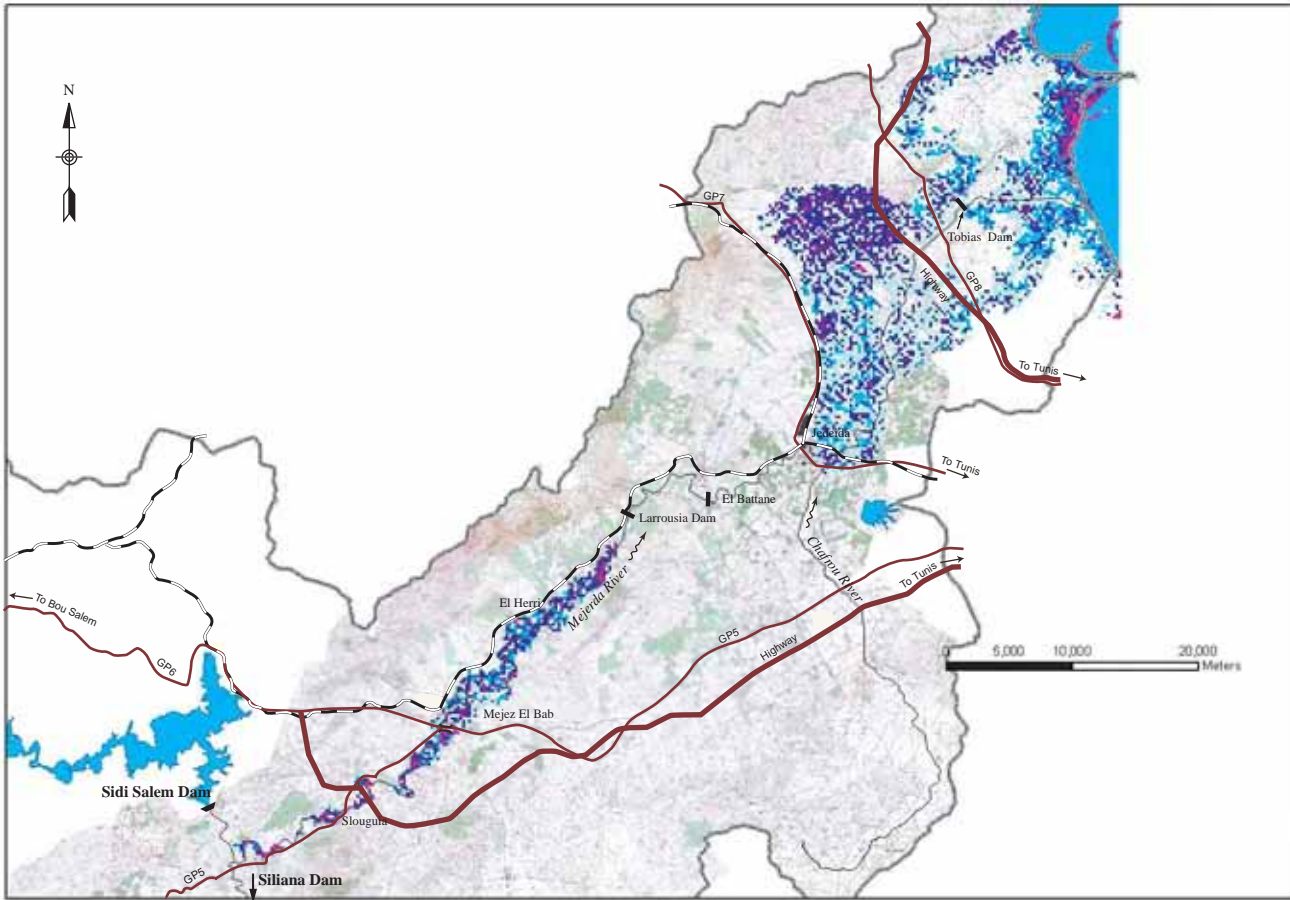 N
GP7
Tobias Dam
Highway
GP8
To Tunis
Jedeida
To Tunis
El Battane
Larrousia Dam
Chafrou River
Mejerda River
El Herri
To Tunis
To Bou Salem
GP6
GP5
Highway
0 5,000 10,000 20,000
Meters
Mejez El Bab
Sidi Salem Dam
Slouguia
GP5
Siliana Dam